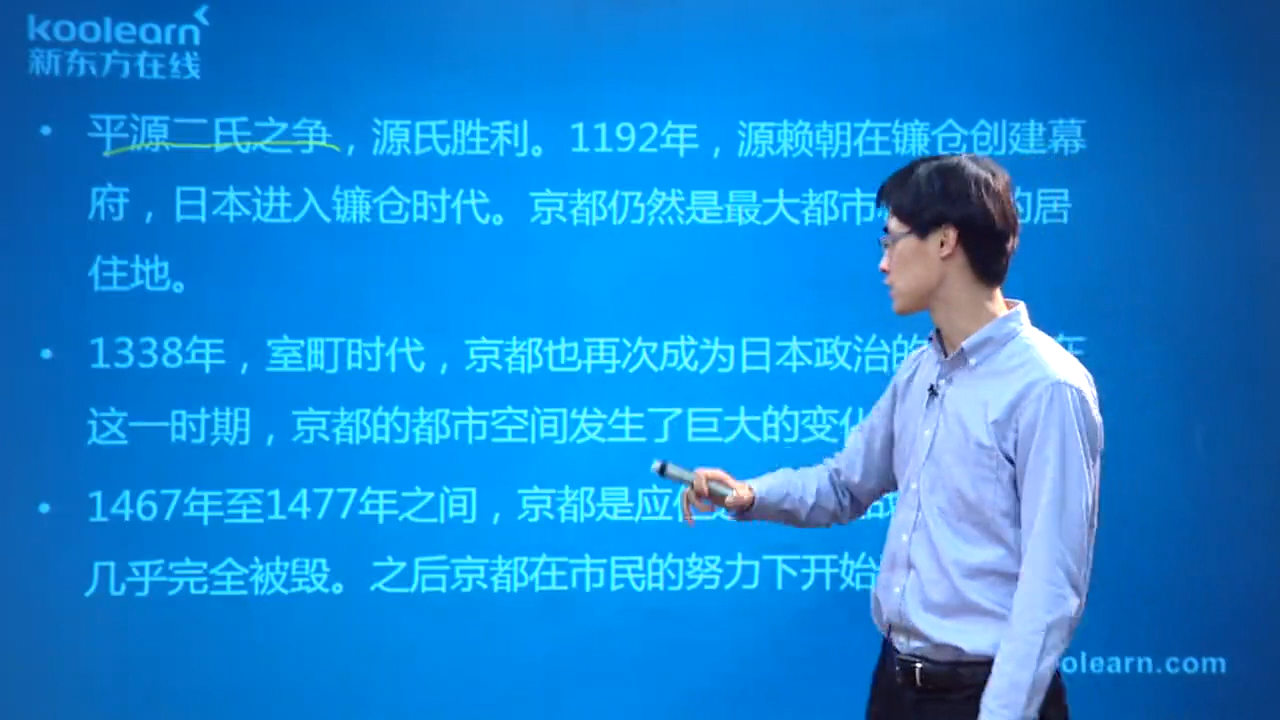 koolearn
新东方在线
• 平源二氏之争，源氏胜利。1192年，源赖朝在镰仓创建幕
府，日本进入镰仓时代。京都仍然是最大都市 的居
住地。
• 1338年，室町时代，京都也再次成为日本政治的 在
这一时期，京都的都市空间发生了巨大的变化
• 1467年至1477年之间，京都是应仁
几乎完全被毁。之后京都在市民的努力下开始
olearn.com